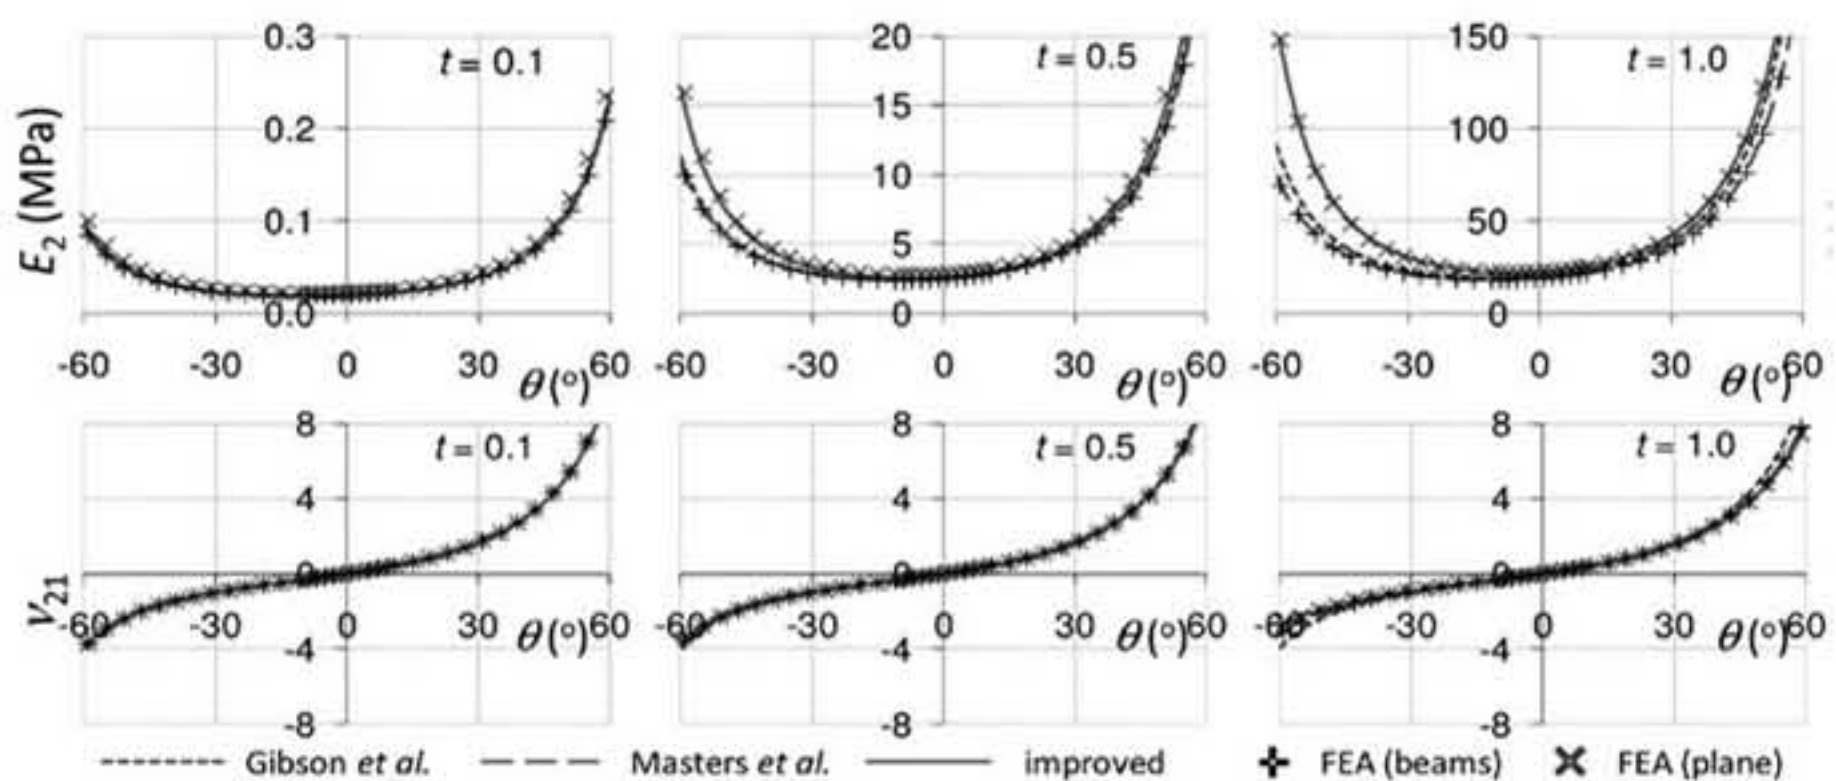 0.3 20 150
t = 0.1 t = 0.5 t = 1.0
15
0.2 100
E2 (MPa)
10
0.1 50
5
0.0 0 0
-60 -30 0 30 60 -60 -30 0 30 60 -60 -30 0 30 60
θ (°) θ (°) θ (°)
8 8 8
t = 0.1 t = 0.5 t = 1.0
4 4 4
0 0 0
ν21
-60 -30 0 30 60 -60 -30 0 30 60 -60 -30 0 30 60
θ (°) θ (°) θ (°)
-4 -4 -4
-8 -8 -8
Gibson et al. Masters et al. improved FEA (beams) FEA (plane)